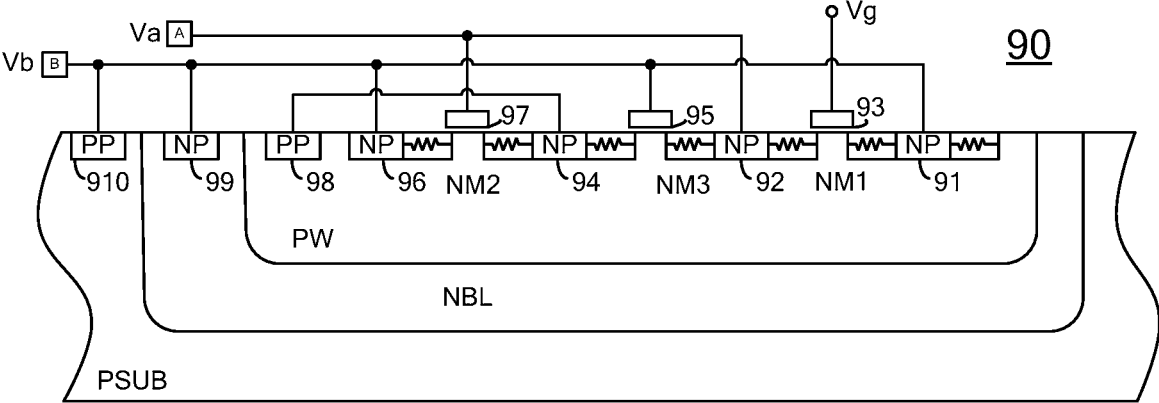 Vg
Va A
90
Vb B
97 95 93
PP NP PP NP NP NP NP
910 99 98 96 NM2 94 NM3 92 NM1 91
PW
NBL
PSUB